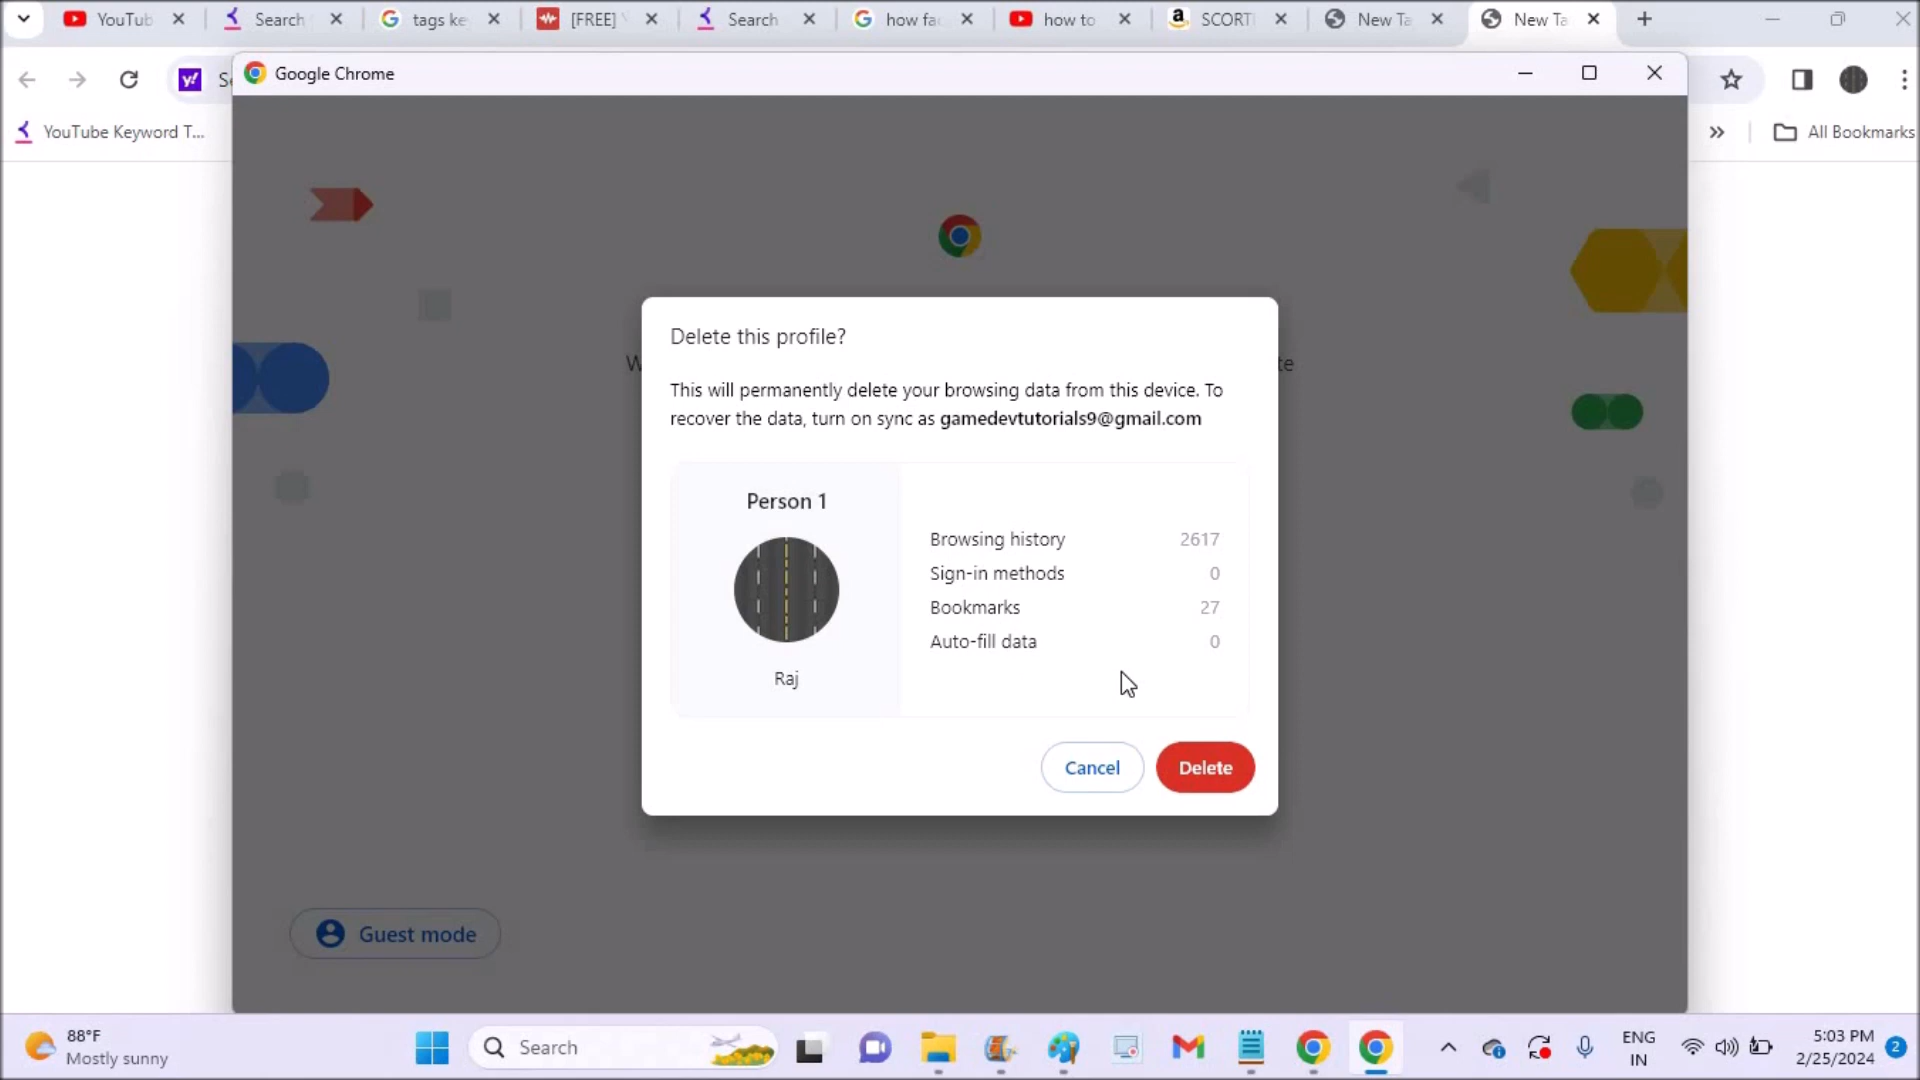 YouTub
Search
tags ke
[FREE]
Search
how fa
how to
SCORT
New Ta
New Ta
Google Chrome
YouTube Keyword T...
All Bookmarks
Delete this profile?
This will permanently delete your browsing data from this device. To
recover the data, turn on sync as gamedevtutorials9@gmail.com
Person 1
Raj
Browsing history 2617
Sign-in methods 0
Bookmarks 27
Auto-fill data 0
Cancel Delete
Guest mode
88°F
Mostly sunny
Search
ENG
IN
5:03 PM
2/25/2024
2